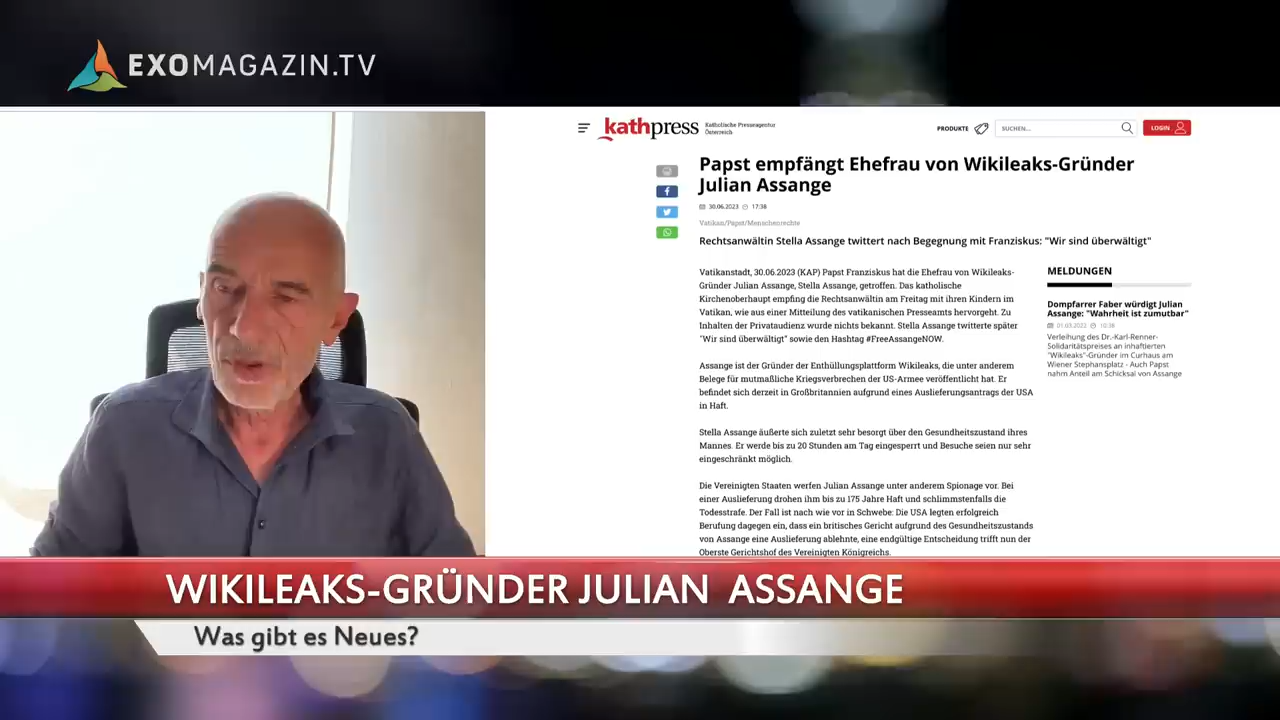 EXOMAGAZIN.TV
kathpress
Katholische Presseagentur
Österreich
PRODUKTE
SUCHEN...
LOGIN
Papst empfängt Ehefrau von Wikileaks-Gründer
Julian Assange
30.06.2023 17:38
Vatikan/Papst/Menschenrechte
Rechtsanwältin Stella Assange twittert nach Begegnung mit Franziskus: "Wir sind überwältigt"
Vatikanstadt, 30.06.2023 (KAP) Papst Franziskus hat die Ehefrau von Wikileaks-
Gründer Julian Assange, Stella Assange, getroffen. Das katholische
Kirchenoberhaupt empfing die Rechtsanwältin am Freitag mit ihren Kindern im
Vatikan, wie aus einer Mitteilung des vatikanischen Presseamts hervorgeht. Zu
Inhalten der Privataudienz wurde nichts bekannt. Stella Assange twitterte später
"Wir sind überwältigt" sowie den Hashtag #FreeAssangeNOW.
Assange ist der Gründer der Enthüllungsplattform Wikileaks, die unter anderem
Belege für mutmaßliche Kriegsverbrechen der US-Armee veröffentlicht hat. Er
befindet sich derzeit in Großbritannien aufgrund eines Auslieferungsantrags der USA
in Haft.
Stella Assange äußerte sich zuletzt sehr besorgt über den Gesundheitszustand ihres
Mannes. Er werde bis zu 20 Stunden am Tag eingesperrt und Besuche seien nur sehr
eingeschränkt möglich.
Die Vereinigten Staaten werfen Julian Assange unter anderem Spionage vor. Bei
einer Auslieferung drohen ihm bis zu 175 Jahre Haft und schlimmstenfalls die
Todesstrafe. Der Fall ist nach wie vor in Schwebe: Die USA legten erfolgreich
Berufung dagegen ein, dass ein britisches Gericht aufgrund des Gesundheitszustands
von Assange eine Auslieferung ablehnte, eine endgültige Entscheidung trifft nun der
Oberste Gerichtshof des Vereinigten Königreichs.
MELDUNGEN
Dompfarrer Faber würdigt Julian
Assange: "Wahrheit ist zumutbar"
01.03.2022 10:38
Verleihung des Dr.-Karl-Renner-
Solidaritätspreises an inhaftierten
"Wikileaks"-Gründer im Curhaus am
Wiener Stephansplatz - Auch Papst
nahm Anteil am Schicksal von Assange
WIKILEAKS-GRÜNDER JULIAN ASSANGE
Was gibt es Neues?